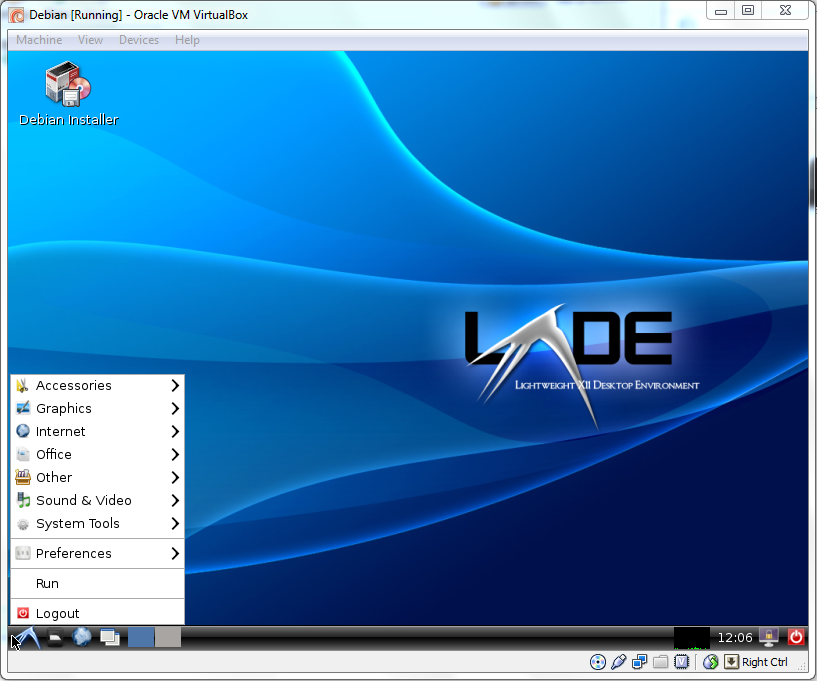 Debian [Running] - Oracle VM VirtualBox
Machine View Devices Help
Debian Installer
LXDE
Lightweight X11 Desktop Environment
Accessories
Graphics
Internet
Office
Other
Sound & Video
System Tools
Preferences
Run
Logout
12:06
Right Ctrl